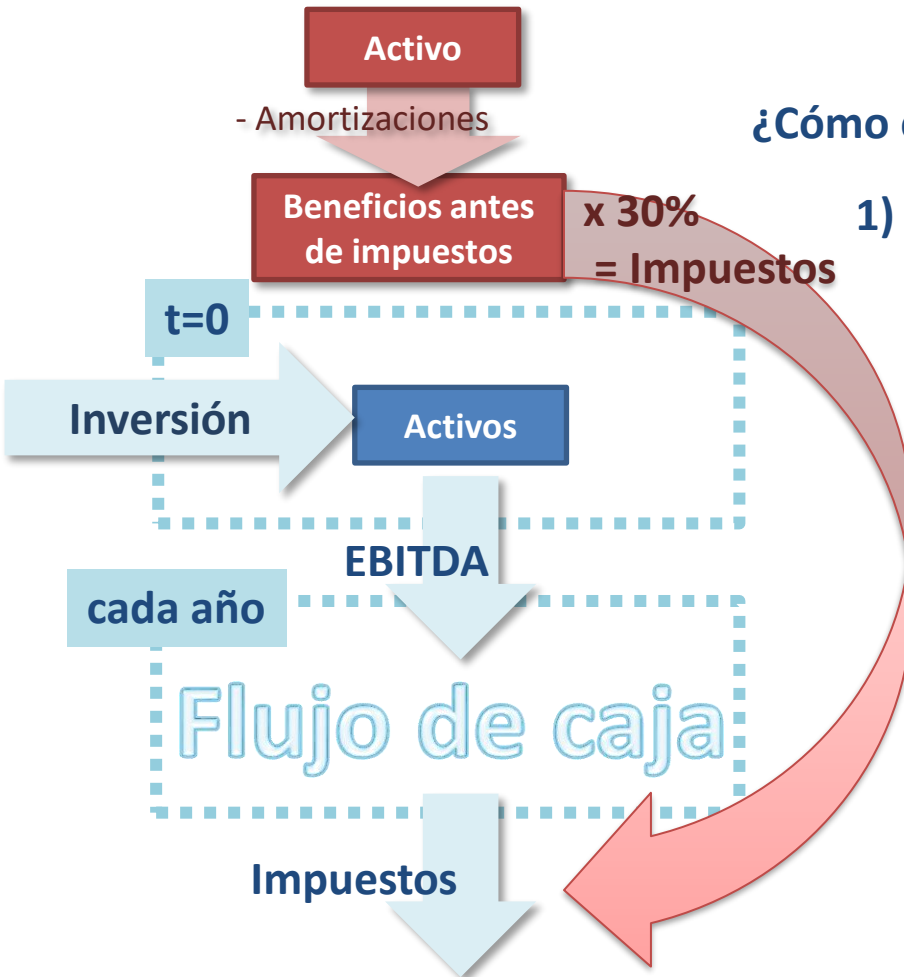 Activo
- Amortizaciones
¿Cómo
Beneficios antes
de impuestos
x 30%
= Impuestos
1)
t=0
Inversión
Activos
EBITDA
cada año
Flujo de caja
Impuestos